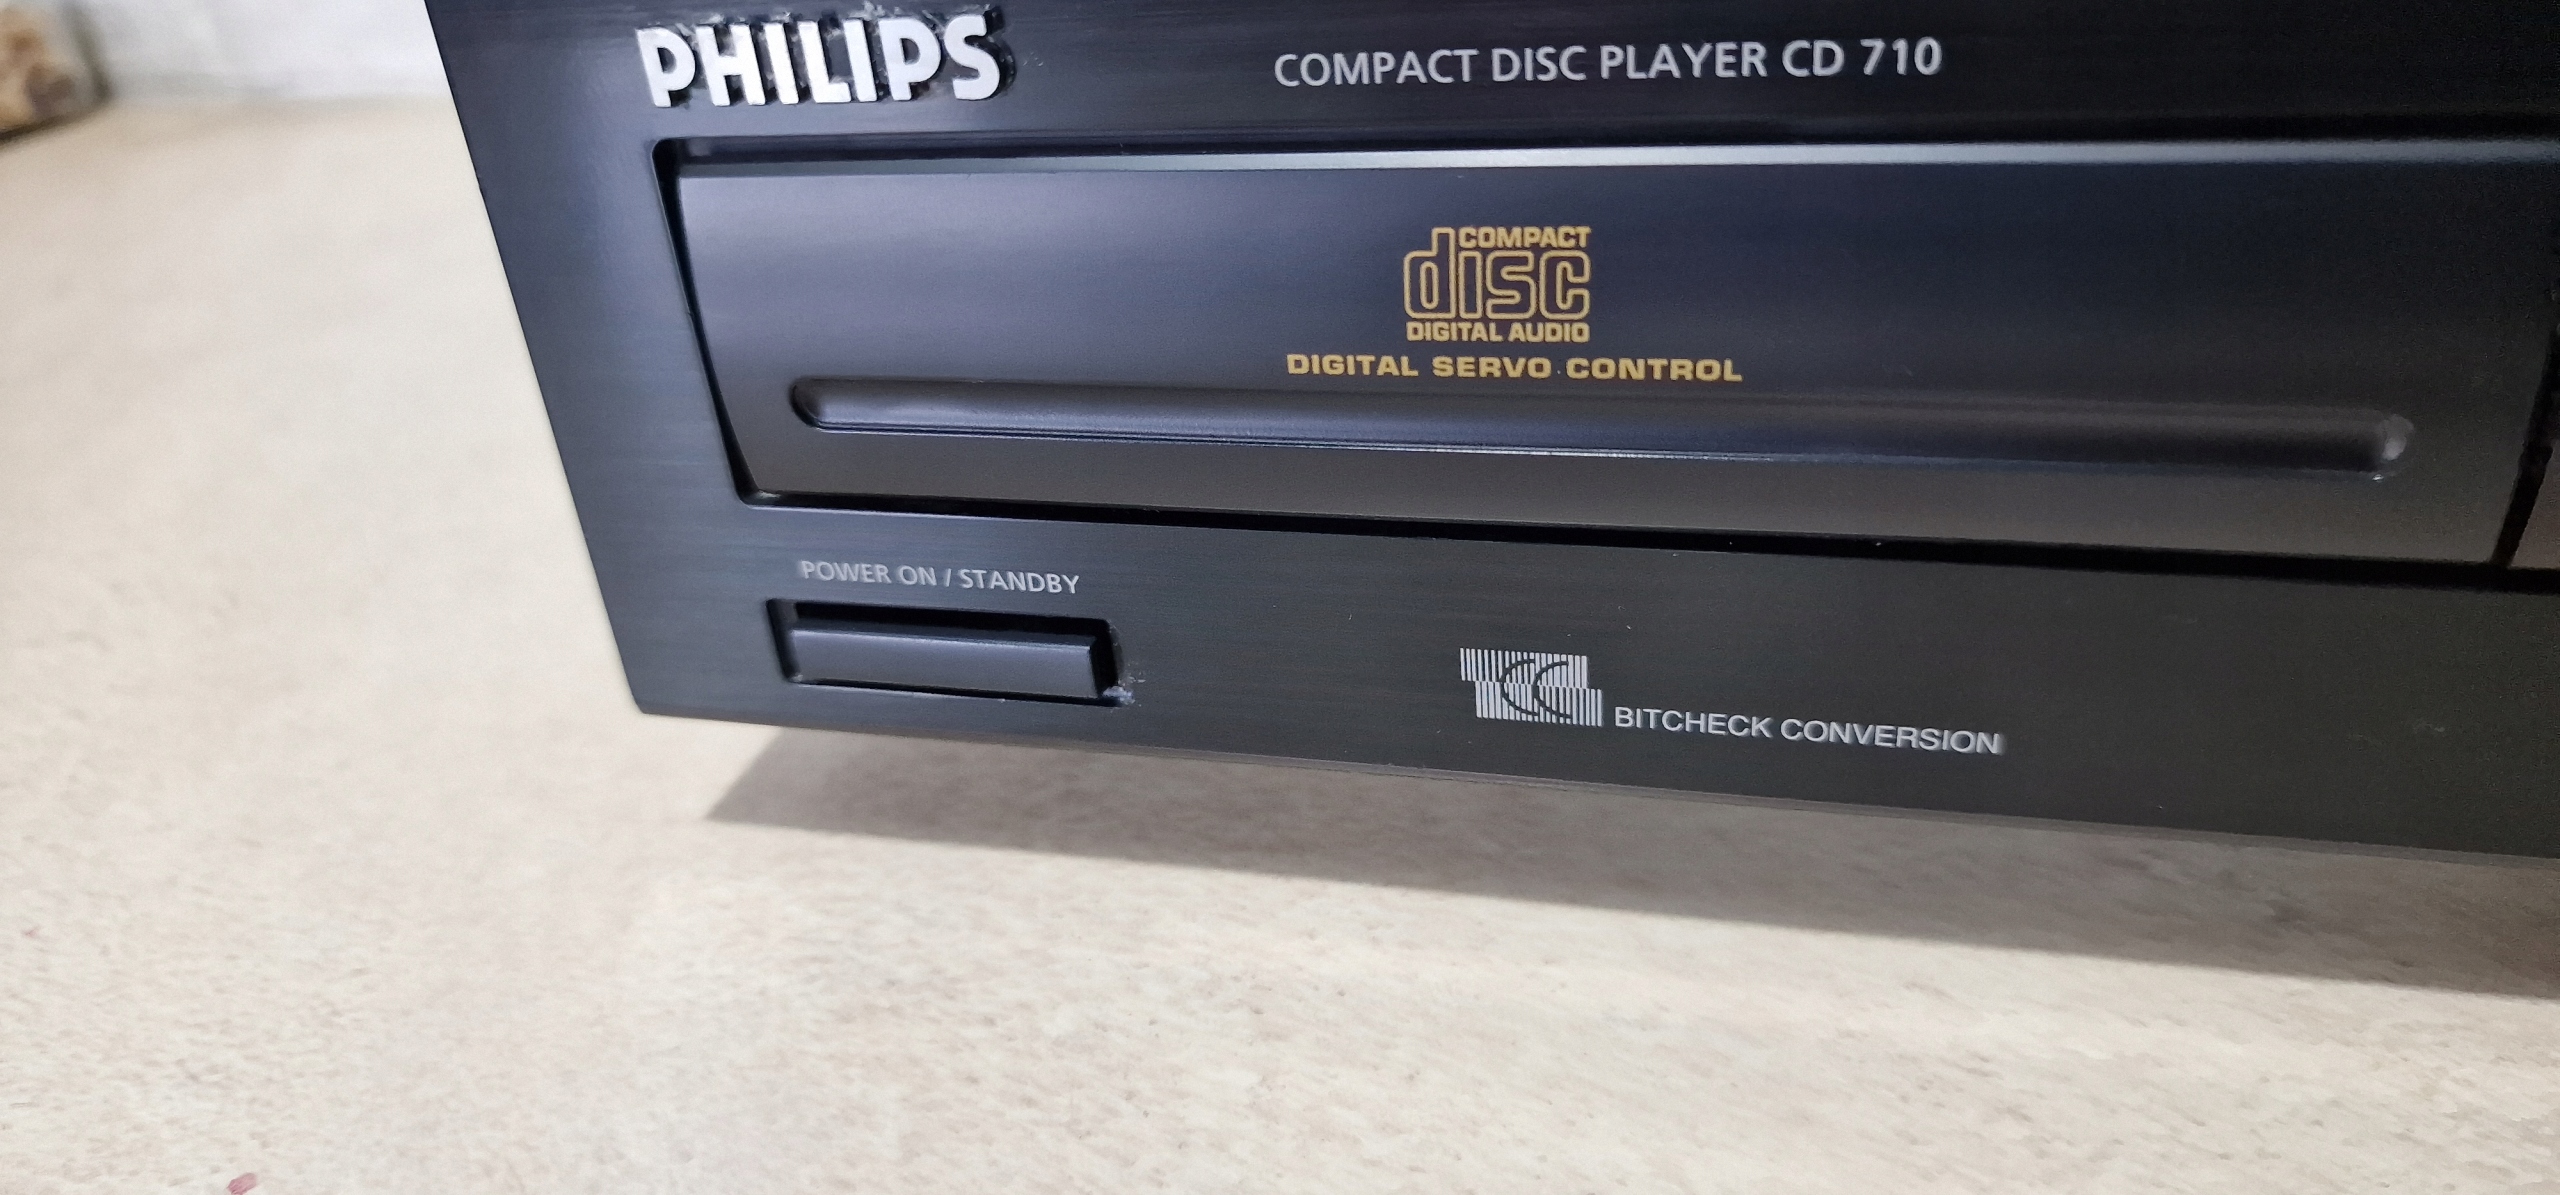 PHILIPS
COMPACT DISC PLAYER CD 710
COMPACT
disc
DIGITAL AUDIO
DIGITAL SERVO CONTROL
POWER ON / STANDBY
BITCHECK CONVERSION